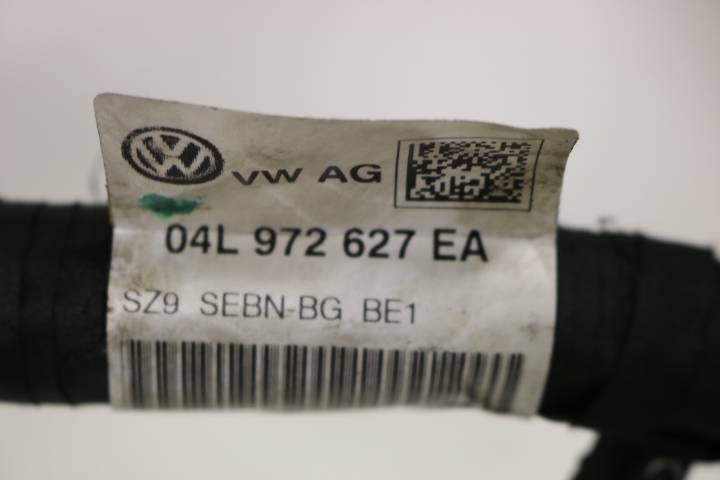 VW AG
04L 972 627 EA
SZ9 SEBN-BG BE1